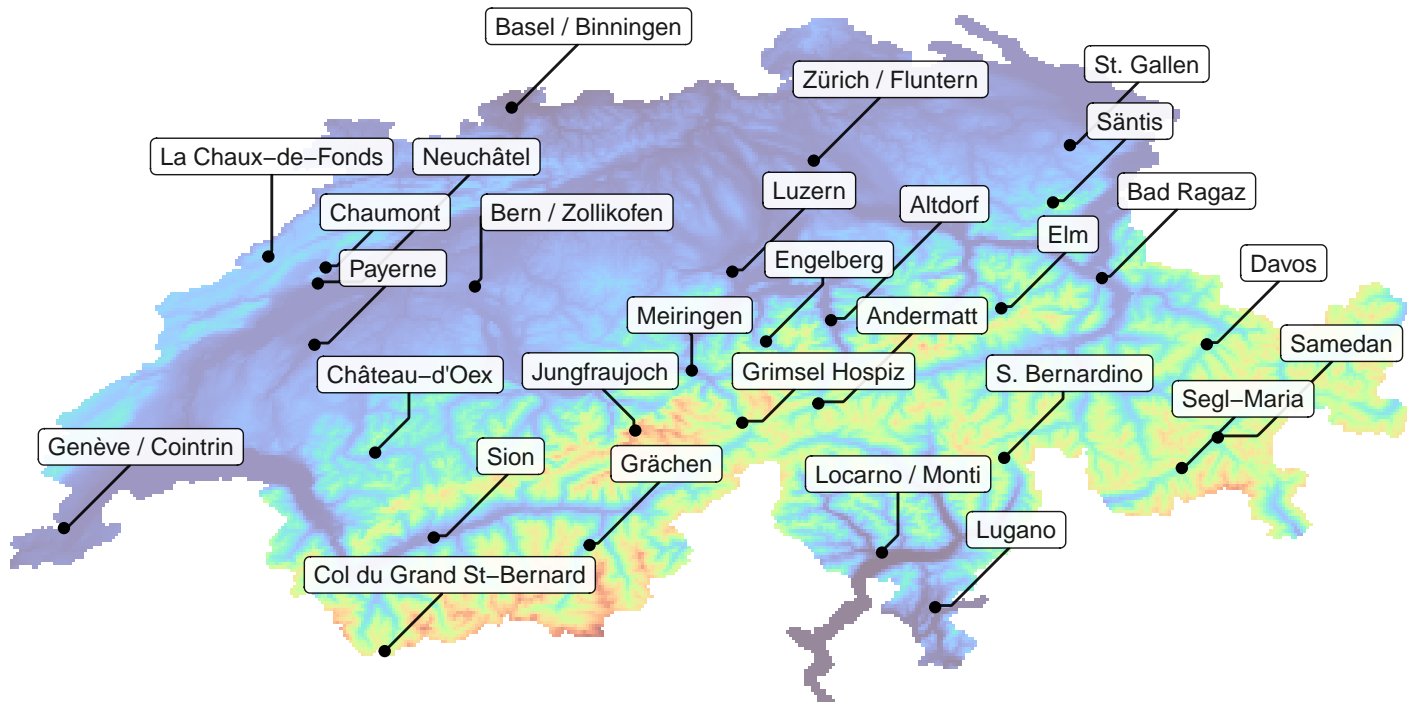 Basel / Binningen
St. Gallen
Zürich / Fluntern
Säntis
La Chaux−de−Fonds
Neuchâtel
Luzern
Bad Ragaz
Chaumont
Bern / Zollikofen
Altdorf
Elm
Payerne
Engelberg
Davos
Meiringen
Andermatt
Samedan
Château−d'Oex
Jungfraujoch
Grimsel Hospiz
S. Bernardino
Segl−Maria
Genève / Cointrin
Sion
Grächen
Locarno / Monti
Lugano
Col du Grand St−Bernard